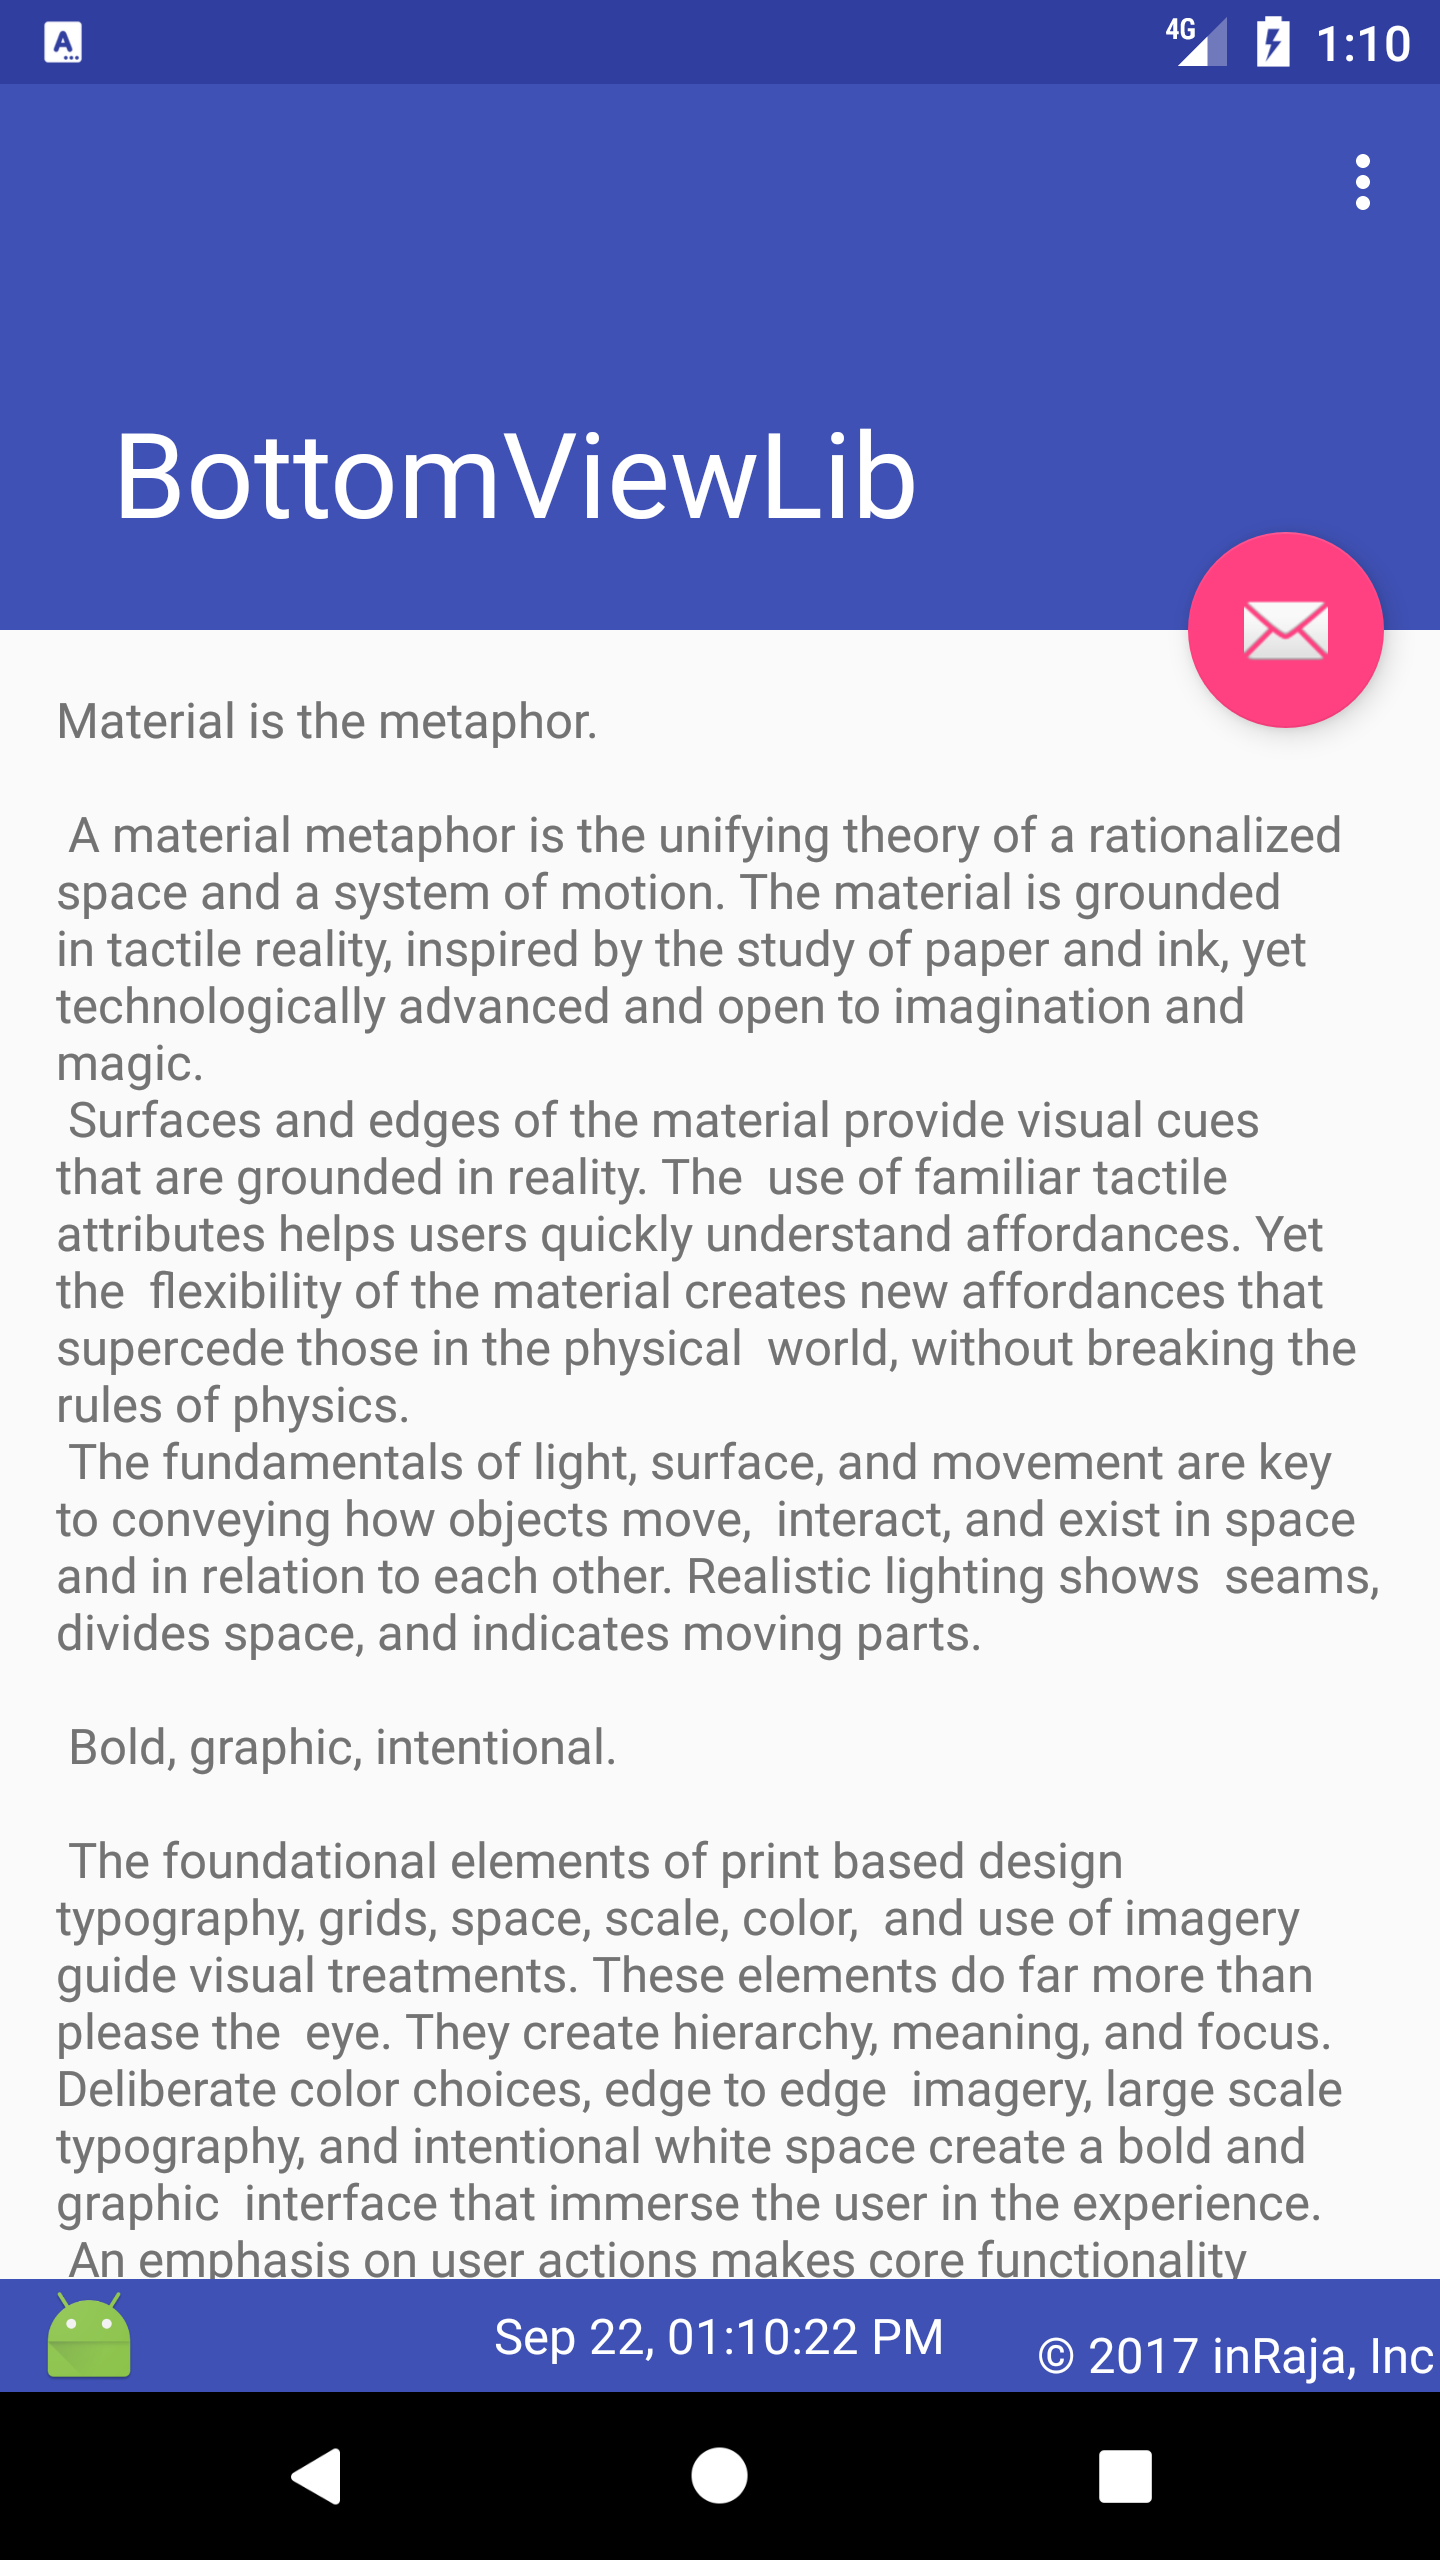 A
4G
1:10
BottomViewLib
Material is the metaphor.
A material metaphor is the unifying theory of a rationalized
space and a system of motion. The material is grounded
in tactile reality, inspired by the study of paper and ink, yet
technologically advanced and open to imagination and
magic.
Surfaces and edges of the material provide visual cues
that are grounded in reality. The  use of familiar tactile
attributes helps users quickly understand affordances. Yet
the  flexibility of the material creates new affordances that
supercede those in the physical  world, without breaking the
rules of physics.
The fundamentals of light, surface, and movement are key
to conveying how objects move,  interact, and exist in space
and in relation to each other. Realistic lighting shows  seams,
divides space, and indicates moving parts.
Bold, graphic, intentional.
The foundational elements of print based design
typography, grids, space, scale, color,  and use of imagery
guide visual treatments. These elements do far more than
please the  eye. They create hierarchy, meaning, and focus.
Deliberate color choices, edge to edge  imagery, large scale
typography, and intentional white space create a bold and
graphic  interface that immerse the user in the experience.
An emphasis on user actions makes core functionality
Sep 22, 01:10:22 PM
© 2017 inRaja, Inc